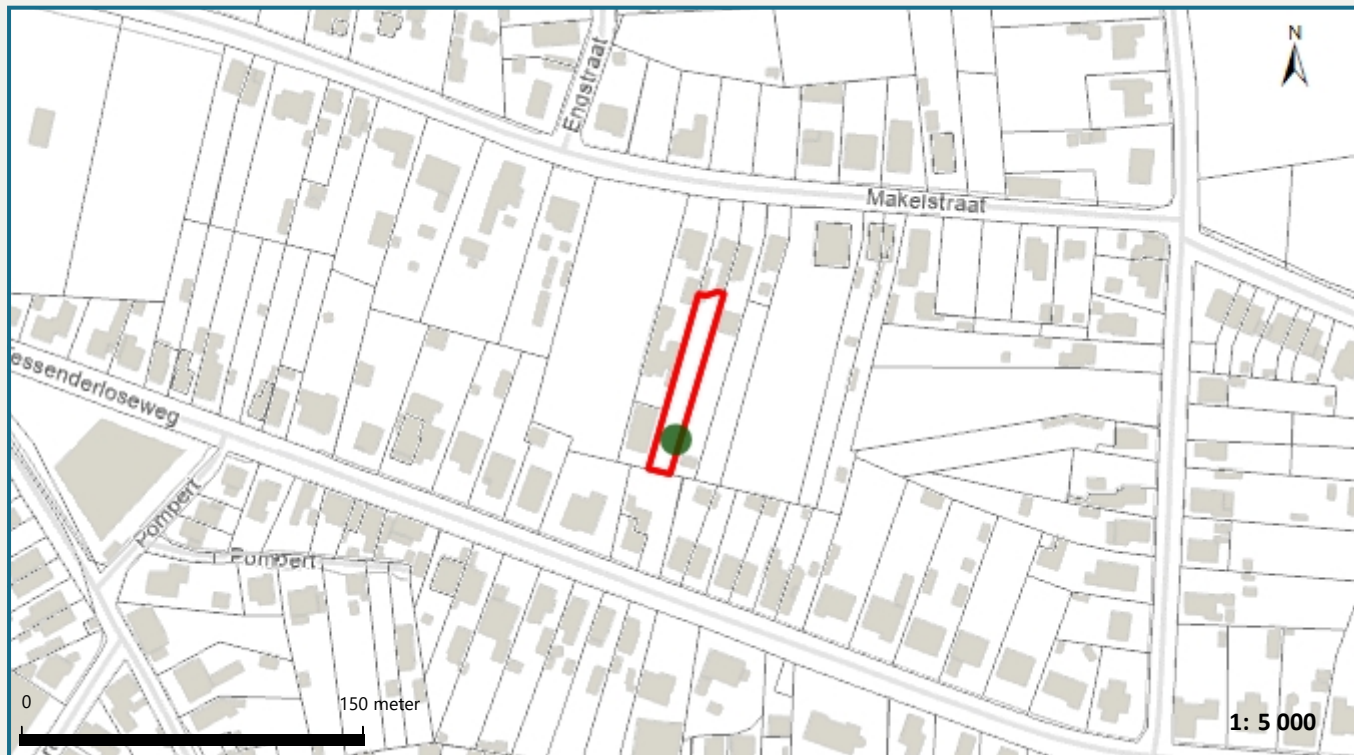 N
Engstraat
Makelstraat
essenderloseweg
Pompert
Pompert
0
150 meter
1: 5 000